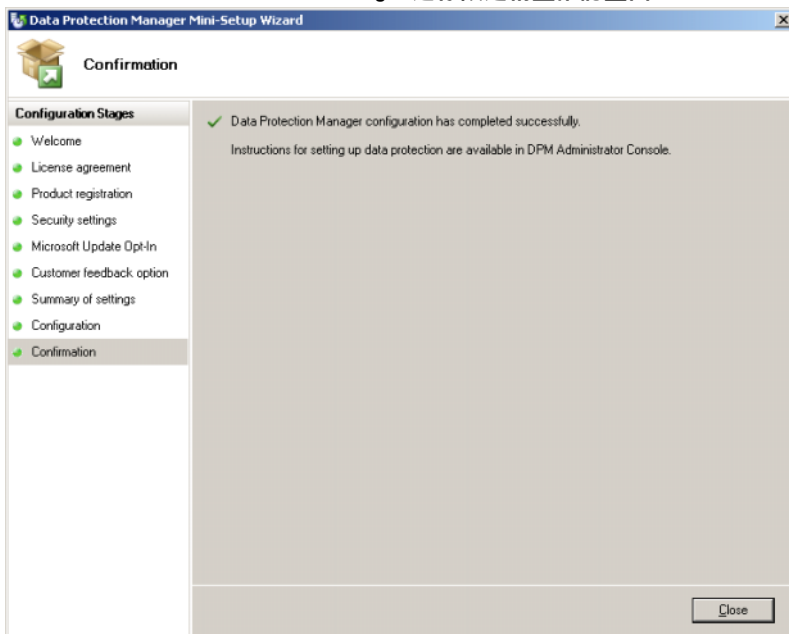 Data Protection Manager Mini-Setup Wizard
Confirmation
Configuration Stages
Welcome
License agreement
Product registration
Security settings
Microsoft Update Opt-In
Customer feedback option
Summary of settings
Configuration
Confirmation
Data Protection Manager configuration has completed successfully.
Instructions for setting up data protection are available in DPM Administrator Console.
Close